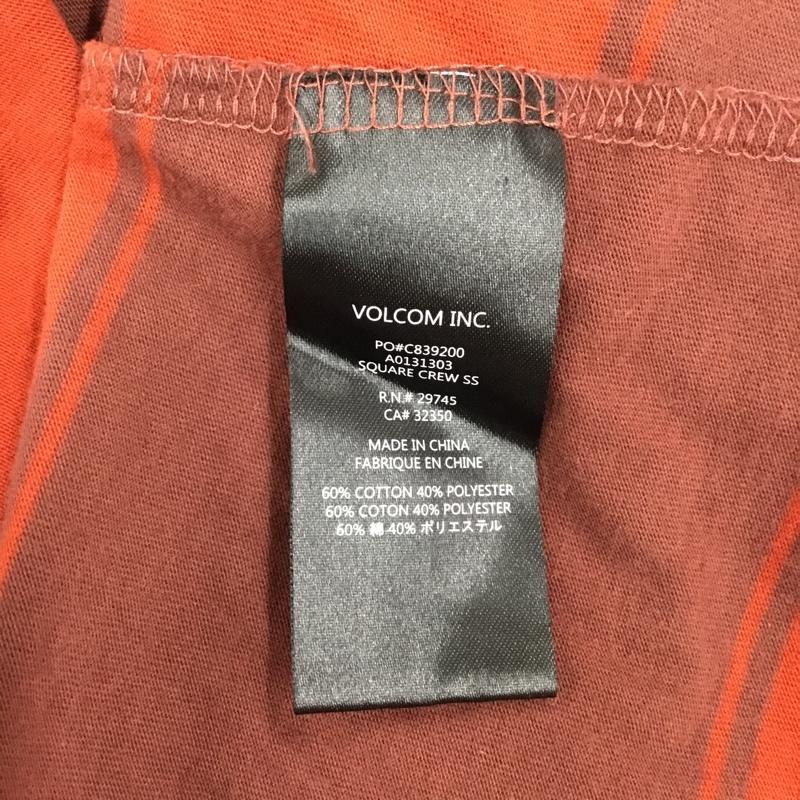 VOLCOM INC.
PO#C839200
A0131303
SQUARE CREW SS
R.N.# 29745
CA# 32350
MADE IN CHINA
FABRIQUE EN CHINE
60% COTTON 40% POLYESTER
60% COTON 40% POLYESTER
60% 綿 40% ポリエステル